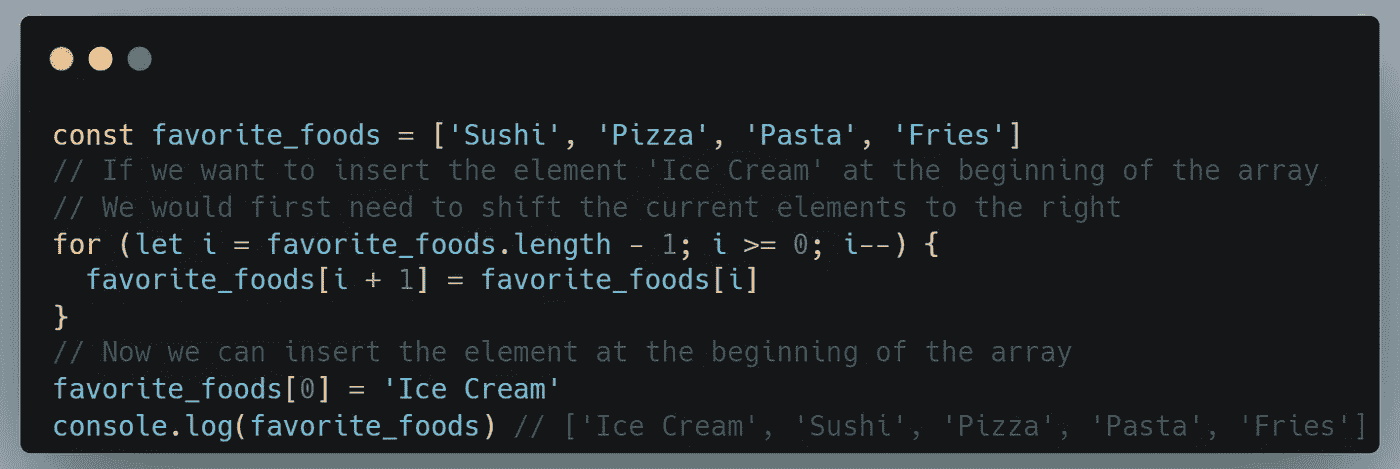 const favorite_foods = ['Sushi', 'Pizza', 'Pasta', 'Fries']
// If we want to insert the element 'Ice Cream' at the beginning of the array
// We would first need to shift the current elements to the right
for (let i = favorite_foods.length - 1; i >= 0; i--) {
  favorite_foods[i + 1] = favorite_foods[i]
}
// Now we can insert the element at the beginning of the array
favorite_foods[0] = 'Ice Cream'
console.log(favorite_foods) // ['Ice Cream', 'Sushi', 'Pizza', 'Pasta', 'Fries']